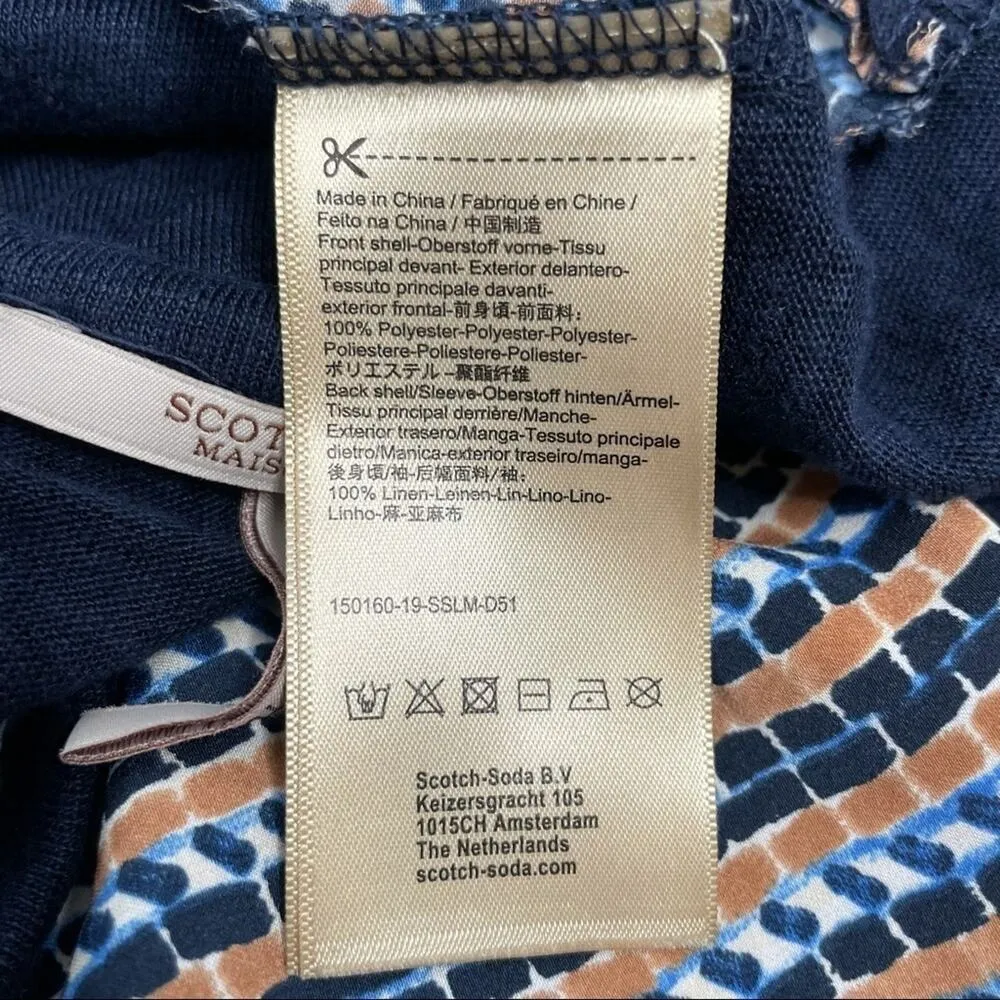 Made in China / Fabriqué en Chine /
Feito na China / 中国制造
Front shell-Oberstoff vorne-Tissu
principal devant- Exterior delantero-
Tessuto principale davanti-
exterior frontal-前身頃-前面料:
100% Polyester-Polyester-Polyester-
Poliestere-Poliestere-Poliester-
ポリエステル –聚酯纤维
Back shell/Sleeve-Oberstoff hinten/Ärmel-
Tissu principal derrière/Manche-
Exterior trasero/Manga-Tessuto principale
dietro/Manica-exterior traseiro/manga-
後身頃/袖-后幅面料/袖:
100% Linen-Leinen-Lin-Lino-Lino-
Linho-麻-亚麻布
150160-19-SSLM-D51
Scotch-Soda B.V
Keizersgracht 105
1015CH Amsterdam
The Netherlands
scotch-soda.com
SCOT
MAIS